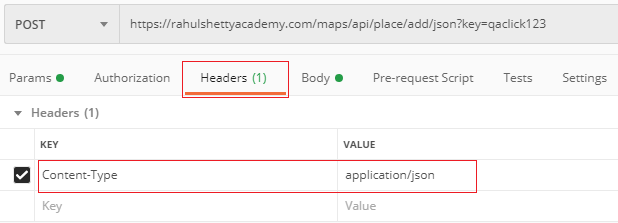 POST https://rahulshettyacademy.com/maps/api/place/add/json?key=qaclick123
Params Authorization Headers (1) Body Pre-request Script Tests Settings
Headers (1)
KEY VALUE
Content-Type application/json
Key Value